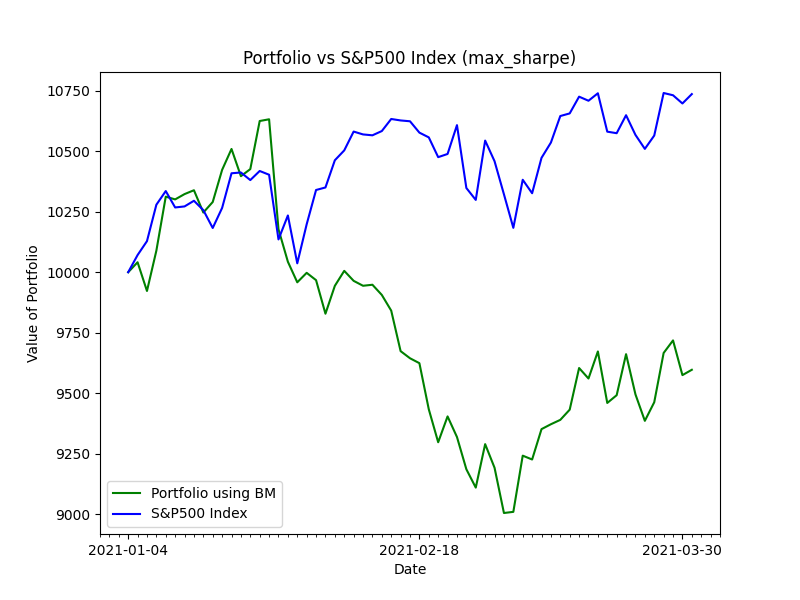 Portfolio vs S&P500 Index (max_sharpe)
10750
10500
10250
10000
9750
9500
9250
9000
Value of Portfolio
Portfolio using BM
S&P500 Index
2021-01-04
2021-02-18
2021-03-30
Date